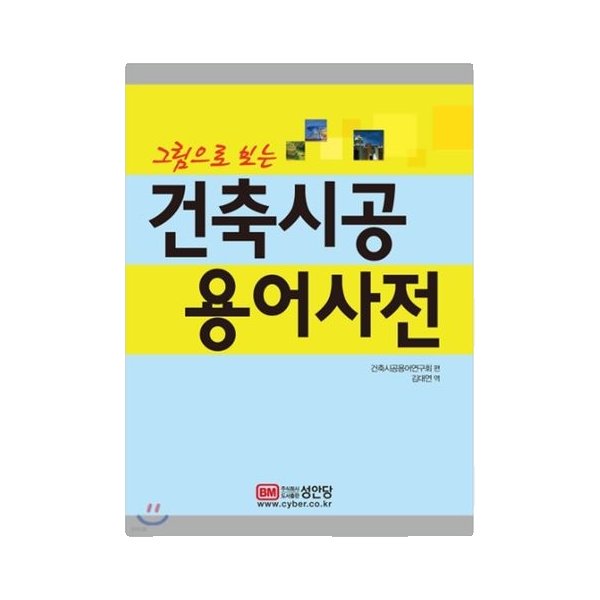 그림으로 보는
건축시공
용어사전
건축시공용어연구회 편
김대연 역
BM 주식회사 도서출판 성안당
www.cyber.co.kr